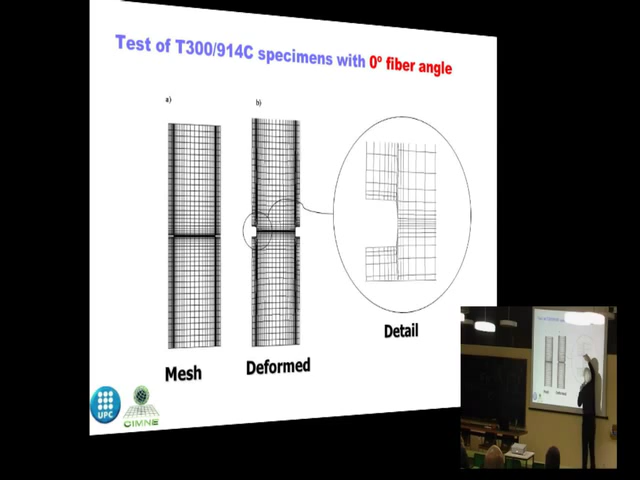 Test of T300/914C specimens with 0º fiber angle
a)
b)
Detail
Mesh
Deformed
UPC
CIMNE